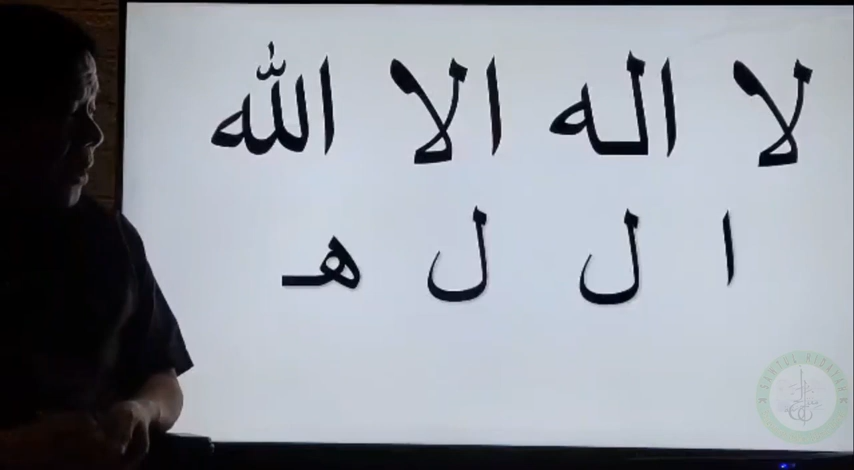 لا اله الا الله
ا ل ل هـ